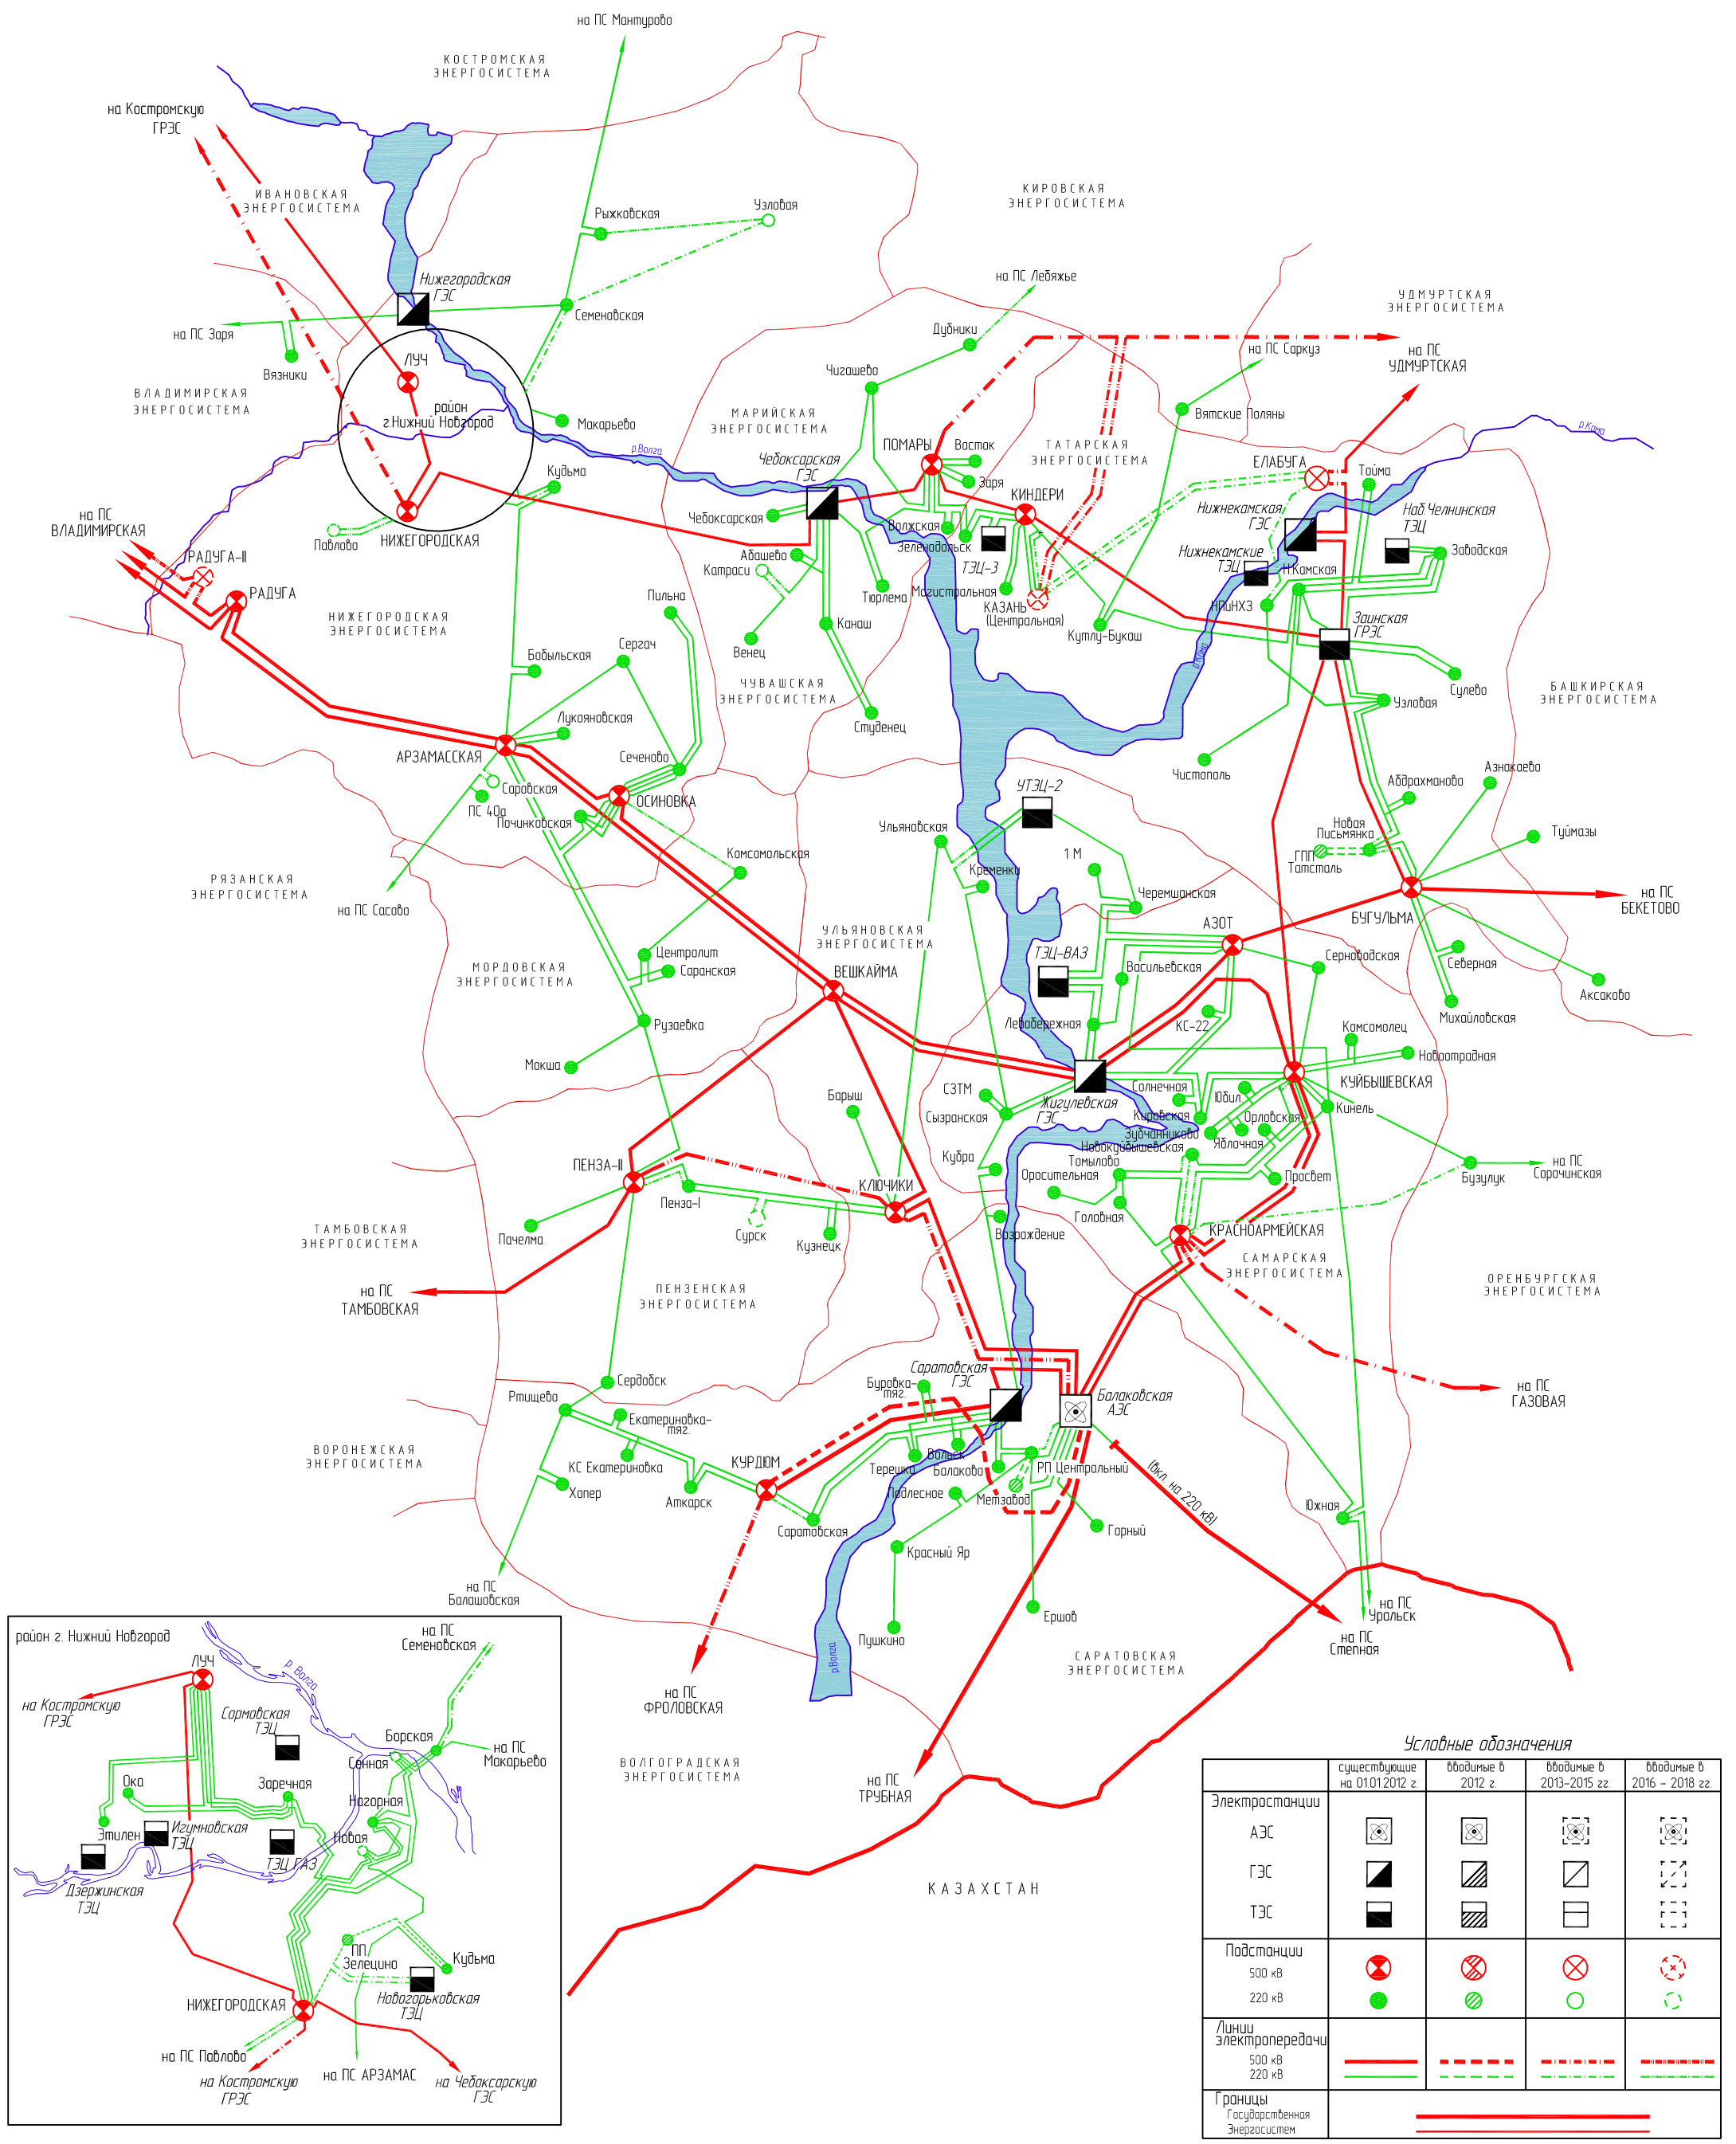 на ПС Мантурово
КОСТРОМСКАЯ
ЭНЕРГОСИСТЕМА
на Костромскую
ГРЭС
ИВАНОВСКАЯ
ЭНЕРГОСИСТЕМА
КИРОВСКАЯ
ЭНЕРГОСИСТЕМА
Рыжковская
Узловая
Нижегородская
ГЭС
на ПС Лебяжье
УДМУРТСКАЯ
ЭНЕРГОСИСТЕМА
на ПС Заря
Семеновская
Дубники
на ПС Саркуз
на ПС
УДМУРТСКАЯ
Вязники
ЛУЧ
Чигашево
ВЛАДИМИРСКАЯ
ЭНЕРГОСИСТЕМА
район
г.Нижний Новгород
Макарьево
МАРИЙСКАЯ
ЭНЕРГОСИСТЕМА
Вятские Поляны
р.Кама
р.Волга
ПОМАРЫ
Восток
ТАТАРСКАЯ
ЭНЕРГОСИСТЕМА
Чебоксарская
ГЭС
Заря
ЕЛАБУГА
Тойма
Кудьма
КИНДЕРИ
Нижнекамская
ГЭС
Наб.Челнинская
ТЭЦ
на ПС
ВЛАДИМИРСКАЯ
Чебоксарская
Волжская
Павлово
НИЖЕГОРОДСКАЯ
Зеленодольск
Нижнекамские
ТЭЦ
Заводская
РАДУГА-II
Абашево
Катраси
ТЭЦ-3
Н.Камская
РАДУГА
Тюрлема
Магистральная
КАЗАНЬ
(Центральная)
НПиНХЗ
НИЖЕГОРОДСКАЯ
ЭНЕРГОСИСТЕМА
Пильна
Канаш
Кутлу-Букаш
Заинская
ГРЭС
Сергач
Венец
р.Кама
Бобыльская
ЧУВАШСКАЯ
ЭНЕРГОСИСТЕМА
Сулево
БАШКИРСКАЯ
ЭНЕРГОСИСТЕМА
Лукояновская
Студенец
Узловая
АРЗАМАССКАЯ
Сеченово
Чистополь
Саровская
ПС 40а
ОСИНОВКА
УТЭЦ-2
Абдрахманово
Азнакаево
Починковская
Ульяновская
Новая
Письмянка
Туймазы
Комсомольская
1 М
ГПП
Татсталь
Кременки
РЯЗАНСКАЯ
ЭНЕРГОСИСТЕМА
Черемшанская
на ПС
БЕКЕТОВО
на ПС Сасово
АЗОТ
БУГУЛЬМА
УЛЬЯНОВСКАЯ
ЭНЕРГОСИСТЕМА
Центролит
ТЭЦ-ВАЗ
Серноводская
Северная
МОРДОВСКАЯ
ЭНЕРГОСИСТЕМА
Саранская
ВЕШКАЙМА
Васильевская
Аксаково
Рузаевка
Левобережная
КС-22
Михайловская
Комсомолец
Мокша
Новоотрадная
Барыш
СЗТМ
Солнечная
КУЙБЫШЕВСКАЯ
Жигулевская
ГЭС
Юбил
Сызранская
Кировская
Орловская
Кинель
Зубчаниново
Яблочная
Новокуйбышевская
Томылово
ПЕНЗА-II
Кубра
Оросительная
Просвет
на ПС
Сорочинская
Бузулук
КЛЮЧИКИ
Пенза-I
Головная
ТАМБОВСКАЯ
ЭНЕРГОСИСТЕМА
Пачелма
Сурск
Кузнецк
Возрождение
КРАСНОАРМЕЙСКАЯ
САМАРСКАЯ
ЭНЕРГОСИСТЕМА
на ПС
ТАМБОВСКАЯ
ПЕНЗЕНСКАЯ
ЭНЕРГОСИСТЕМА
ОРЕНБУРГСКАЯ
ЭНЕРГОСИСТЕМА
Саратовская
ГЭС
Сердобск
Буровка-
тяг.
Балаковская
АЭС
на ПС
ГАЗОВАЯ
Ртищево
Екатериновка-
тяг.
ВОРОНЕЖСКАЯ
ЭНЕРГОСИСТЕМА
КУРДЮМ
Вольск
КС Екатериновка
Терешка
Балаково
РП Центральный
(вкл. на 220 кВ)
Хопер
Аткарск
Подлесное
Метзавод
Южная
Саратовская
Горный
Красный Яр
на ПС
Балашовская
на ПС
Уральск
Ершов
Пушкино
на ПС
Степная
р.Волга
САРАТОВСКАЯ
ЭНЕРГОСИСТЕМА
на ПС
ФРОЛОВСКАЯ
ВОЛГОГРАДСКАЯ
ЭНЕРГОСИСТЕМА
на ПС
ТРУБНАЯ
КАЗАХСТАН
район г. Нижний Новгород
на ПС
Семеновская
ЛУЧ
р. Волга
на Костромскую
ГРЭС
Сормовская
ТЭЦ
Борская
Сенная
на ПС
Макарьево
Ока
Заречная
Нагорная
Этилен
Игумновская
ТЭЦ
Новая
ТЭЦ ГАЗ
Дзержинская
ТЭЦ
ПП
Зелецино
Кудьма
Новогорьковская
ТЭЦ
НИЖЕГОРОДСКАЯ
на ПС Павлово
на Костромскую
ГРЭС
на ПС АРЗАМАС
на Чебоксарскую
ГЭС
Условные обозначения
существующие
на 01.01.2012 г.
вводимые в
2012 г.
вводимые в
2013-2015 гг.
вводимые в
2016 - 2018 гг.
Электростанции
АЭС
ГЭС
ТЭС
Подстанции
500 кВ
220 кВ
Линии
электропередачи
500 кВ
220 кВ
Границы
Государственная
Энергосистем